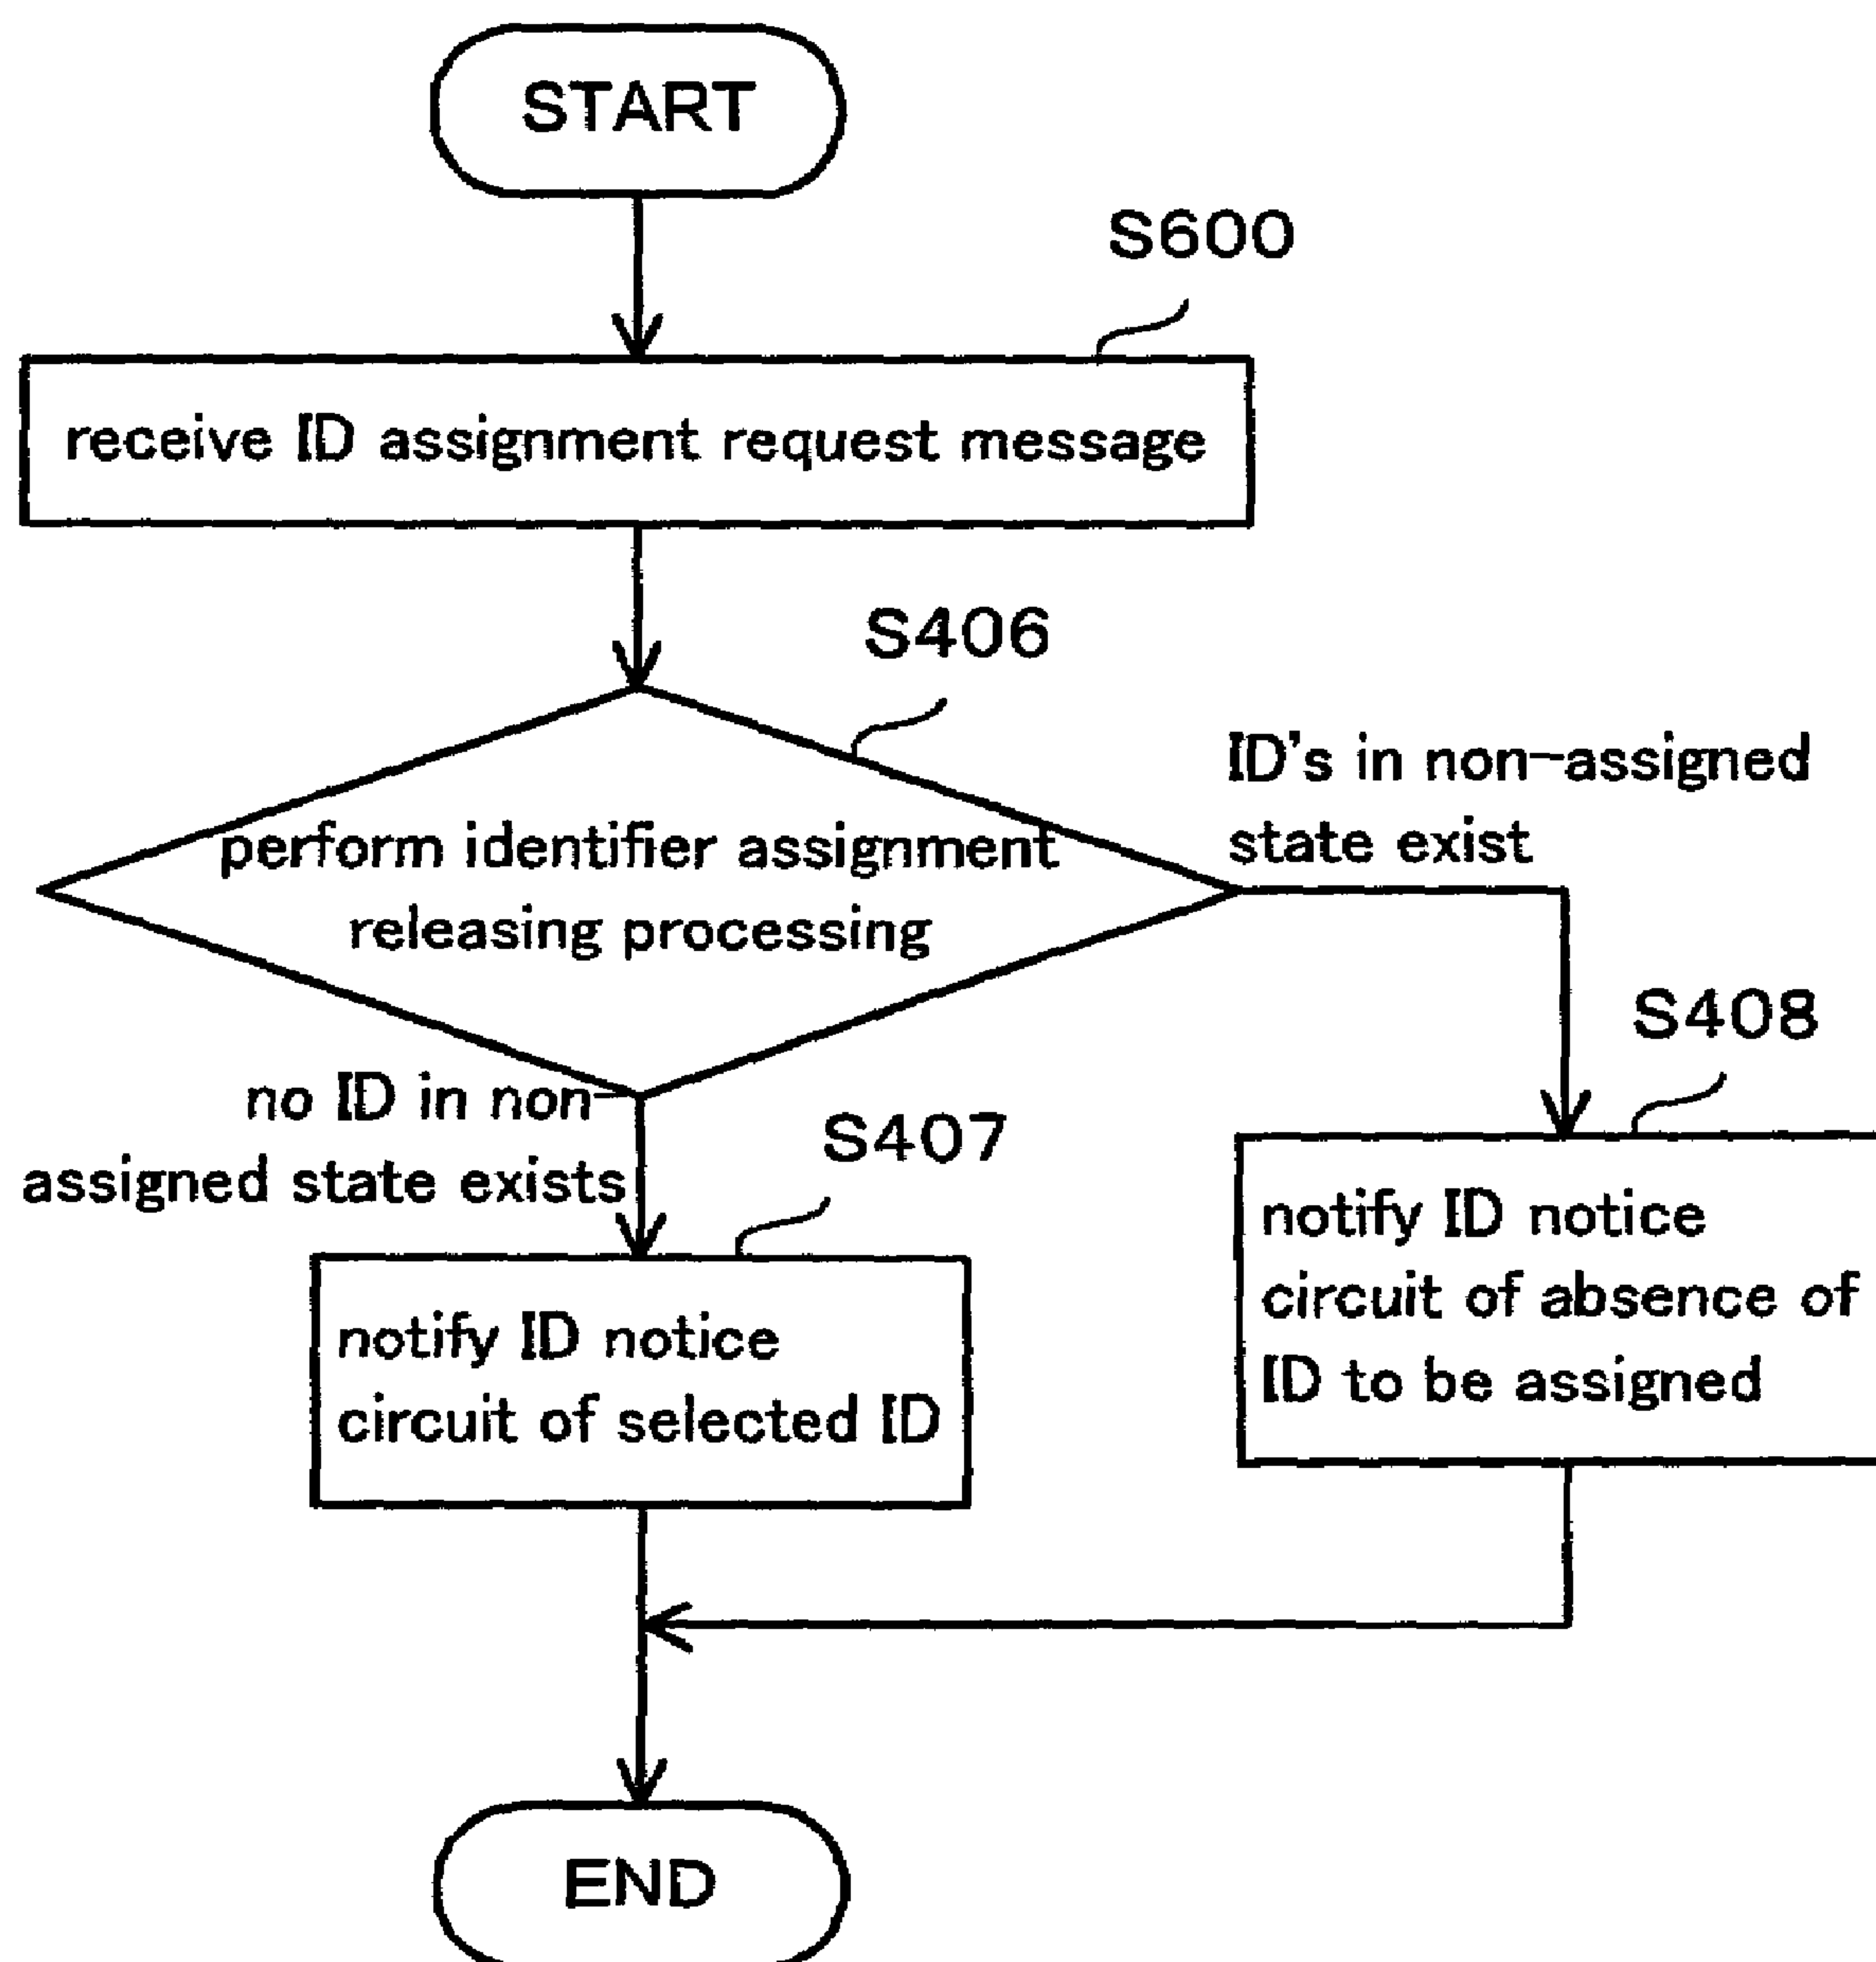 START
S600
receive ID assignment request message
S406
perform identifier assignment
releasing processing
ID's in non-assigned
state exist
no ID in non-
assigned state exists
S407
notify ID notice
circuit of selected ID
S408
notify ID notice
circuit of absence of
ID to be assigned
END